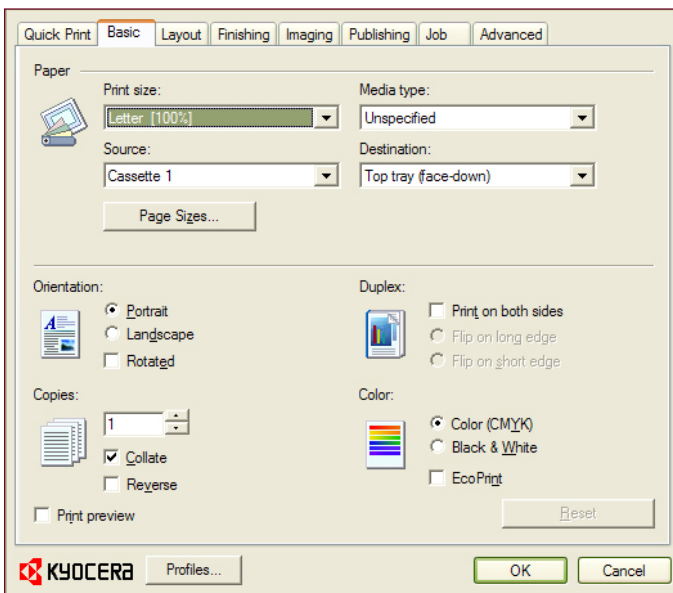 Quick Print Basic Layout Finishing Imaging Publishing Job Advanced
Paper
Print size: Media type:
Letter [100%] Unspecified
Source: Destination:
Cassette 1 Top tray (face-down)
Page Sizes...
Orientation: Duplex:
Portrait Print on both sides
Landscape Flip on long edge
Rotated Flip on short edge
Copies: Color:
1 Color (CMYK)
Collate Black & White
Reverse EcoPrint
Print preview Reset
KYOCERA Profiles... OK Cancel